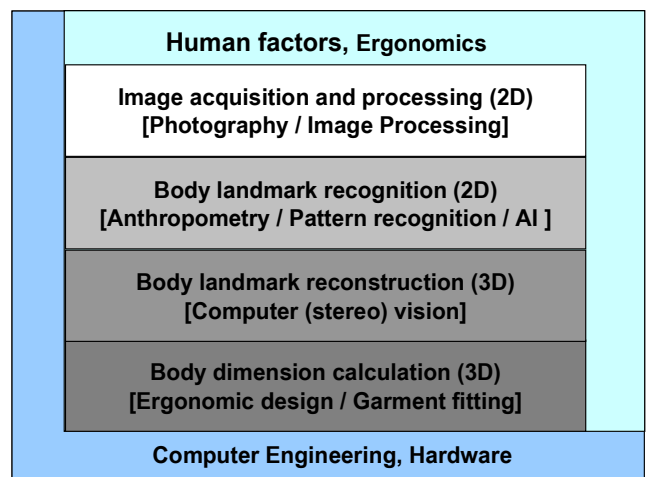 Human factors, Ergonomics
Image acquisition and processing (2D)
[Photography / Image Processing]
Body landmark recognition (2D)
[Anthropometry / Pattern recognition / AI ]
Body landmark reconstruction (3D)
[Computer (stereo) vision]
Body dimension calculation (3D)
[Ergonomic design / Garment fitting]
Computer Engineering, Hardware